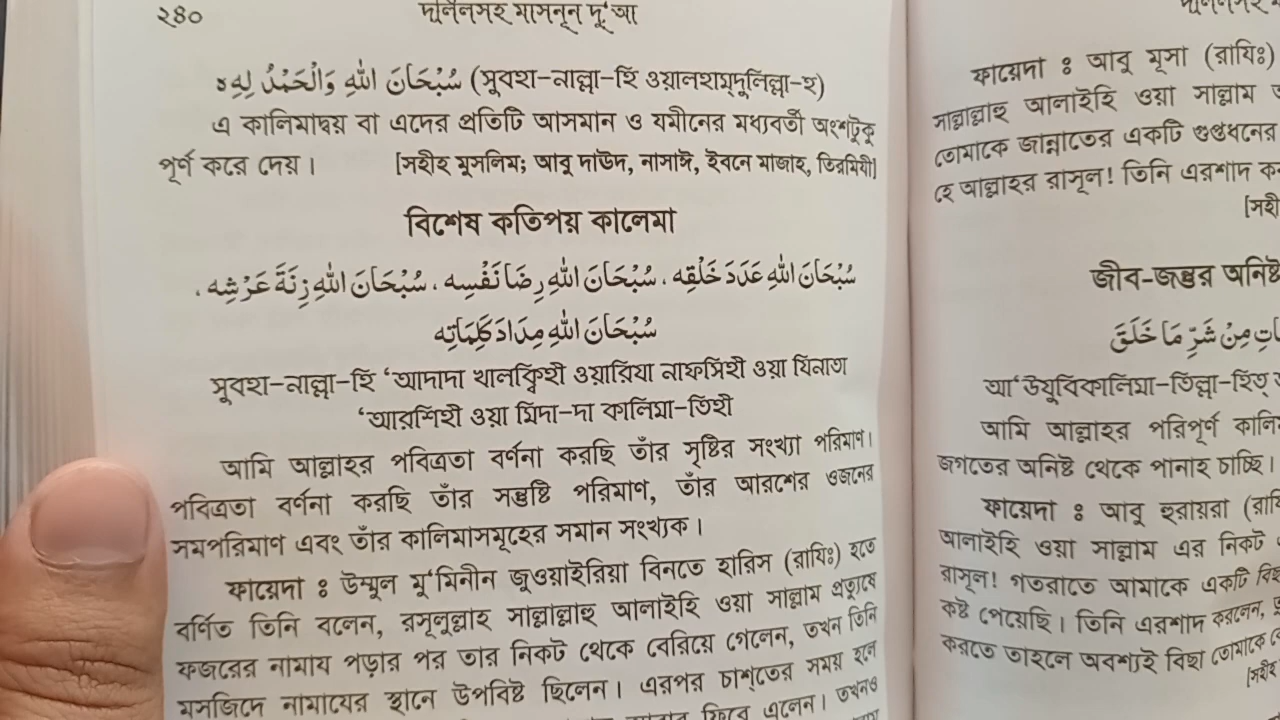 ২৪০ দলিলসহ মাসনূন দু‘আ
سُبْحَانَ اللهِ وَالْحَمْدُ لِلّٰهِ (সুবহা-নাল্লা-হি ওয়ালহাম্‌দুলিল্লা-হ)
এ কালিমাদ্বয় বা এদের প্রতিটি আসমান ও যমীনের মধ্যবর্তী অংশটুকু
পূর্ণ করে দেয়। [সহীহ মুসলিম; আবু দাউদ, নাসাঈ, ইবনে মাজাহ, তিরমিযী]
বিশেষ কতিপয় কালেমা
سُبْحَانَ اللهِ عَدَدَ خَلْقِه ، سُبْحَانَ اللهِ رِضَا نَفْسِه ، سُبْحَانَ اللهِ زِنَةَ عَرْشِه ،
سُبْحَانَ اللهِ مِدَادَ كَلِمَاتِه
সুবহা-নাল্লা-হি ‘আদাদা খালক্বিহী ওয়ারিযা নাফসিহী ওয়া যিনাতা
‘আরশিহী ওয়া মিদা-দা কালিমা-তিহী
আমি আল্লাহর পবিত্রতা বর্ণনা করছি তাঁর সৃষ্টির সংখ্যা পরিমাণ।
পবিত্রতা বর্ণনা করছি তাঁর সন্তুষ্টি পরিমাণ, তাঁর আরশের ওজনের
সমপরিমাণ এবং তাঁর কালিমাসমূহের সমান সংখ্যক।
ফায়েদা ঃ উম্মুল মু‘মিনীন জুওয়াইরিয়া বিনতে হারিস (রাযিঃ) হতে
বর্ণিত তিনি বলেন, রসূলুল্লাহ সাল্লাল্লাহু আলাইহি ওয়া সাল্লাম প্রত্যুষে
ফজরের নামায পড়ার পর তার নিকট থেকে বেরিয়ে গেলেন, তখন তিনি
মসজিদে নামাযের স্থানে উপবিষ্ট ছিলেন। এরপর চাশ্‌তের সময় হলে
ফিরে এলেন। তখনও
ফায়েদা ঃ আবু মূসা (রাযিঃ)
সাল্লাল্লাহু আলাইহি ওয়া সাল্লাম
তোমাকে জান্নাতের একটি গুপ্তধনের
হে আল্লাহর রাসূল! তিনি এরশাদ
[সহী
জীব-জন্তুর অনিষ্ট
مِنْ شَرِّ مَا خَلَقَ
আ‘উযুবিকালিমা-তিল্লা-হিত্
আমি আল্লাহর পরিপূর্ণ
জগতের অনিষ্ট থেকে পানাহ চাচ্ছি।
ফায়েদা ঃ আবু হুরায়রা
আলাইহি ওয়া সাল্লাম এর নিকট
রাসূল! গতরাতে আমাকে একটি
কষ্ট পেয়েছি। তিনি এরশাদ করলেন,
করতে তাহলে অবশ্যই বিছা তোমাকে
[সহীহ